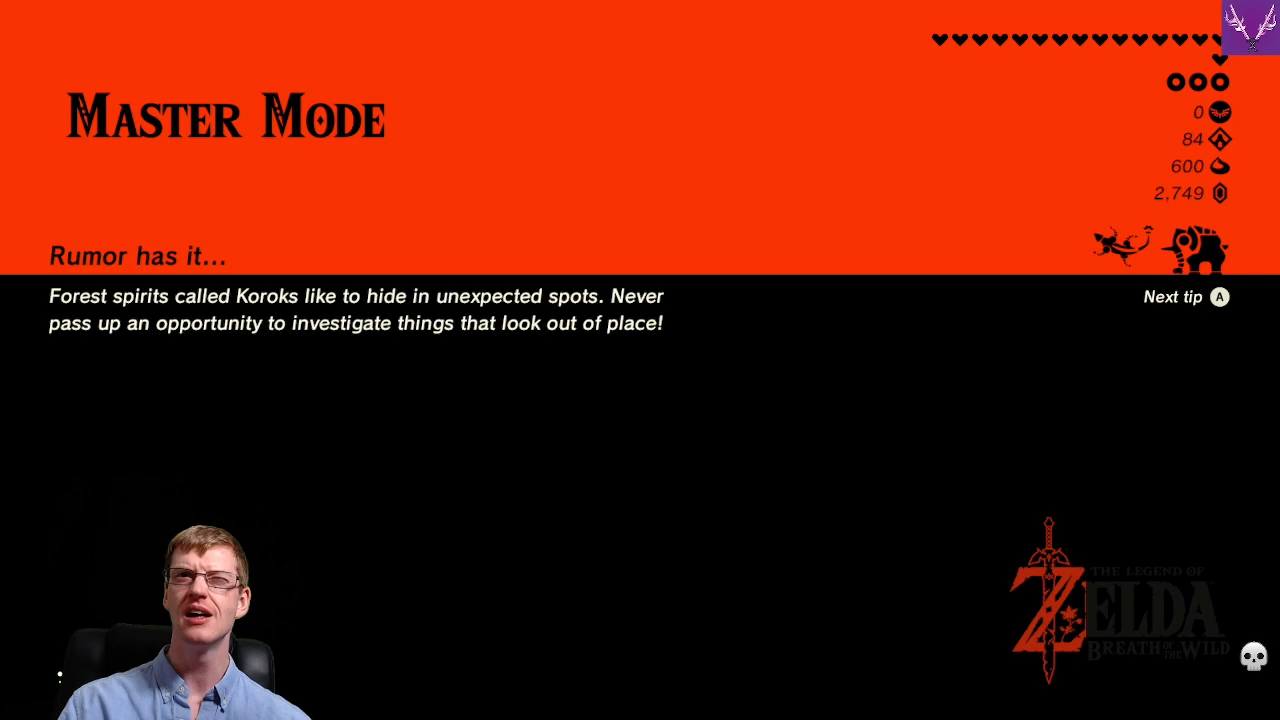 Master Mode
0
84
600
2,749
Rumor has it...
Forest spirits called Koroks like to hide in unexpected spots. Never
pass up an opportunity to investigate things that look out of place!
Next tip A
THE LEGEND OF
ZELDA
BREATH OF THE WILD